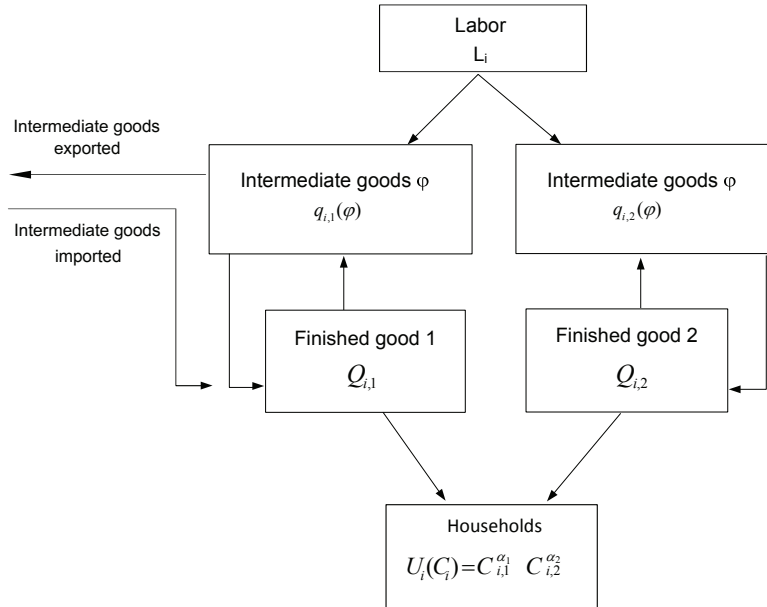 Labor
L_i
Intermediate goods
exported
Intermediate goods φ
q_{i,1}(φ)
Intermediate goods φ
q_{i,2}(φ)
Intermediate goods
imported
Finished good 1
Q_{i,1}
Finished good 2
Q_{i,2}
Households
U_i(C_i)=C_{i,1}^{α_1} C_{i,2}^{α_2}